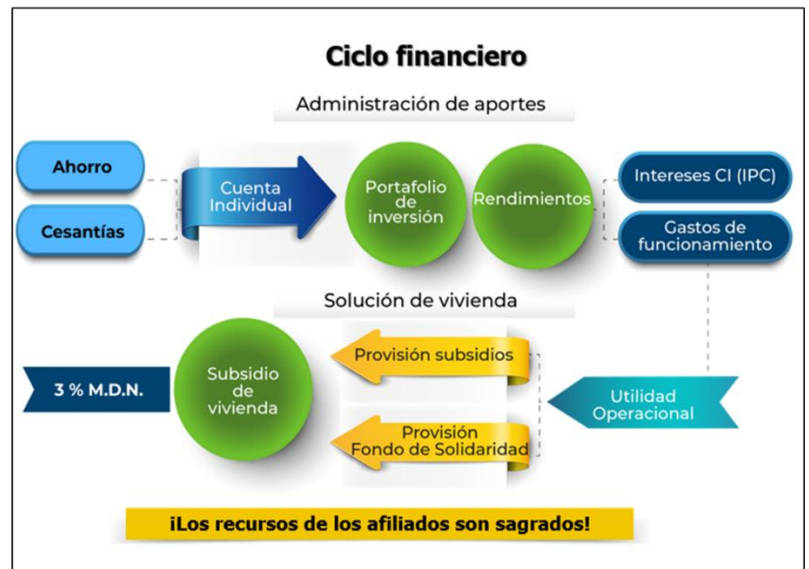 Ciclo financiero
Administración de aportes
Ahorro
Cesantías
Cuenta
Individual
Portafolio
de
inversión
Rendimientos
Intereses CI (IPC)
Gastos de
funcionamiento
Solución de vivienda
3 % M.D.N.
Subsidio
de
vivienda
Provisión subsidios
Provisión
Fondo de Solidaridad
Utilidad
Operacional
¡Los recursos de los afiliados son sagrados!